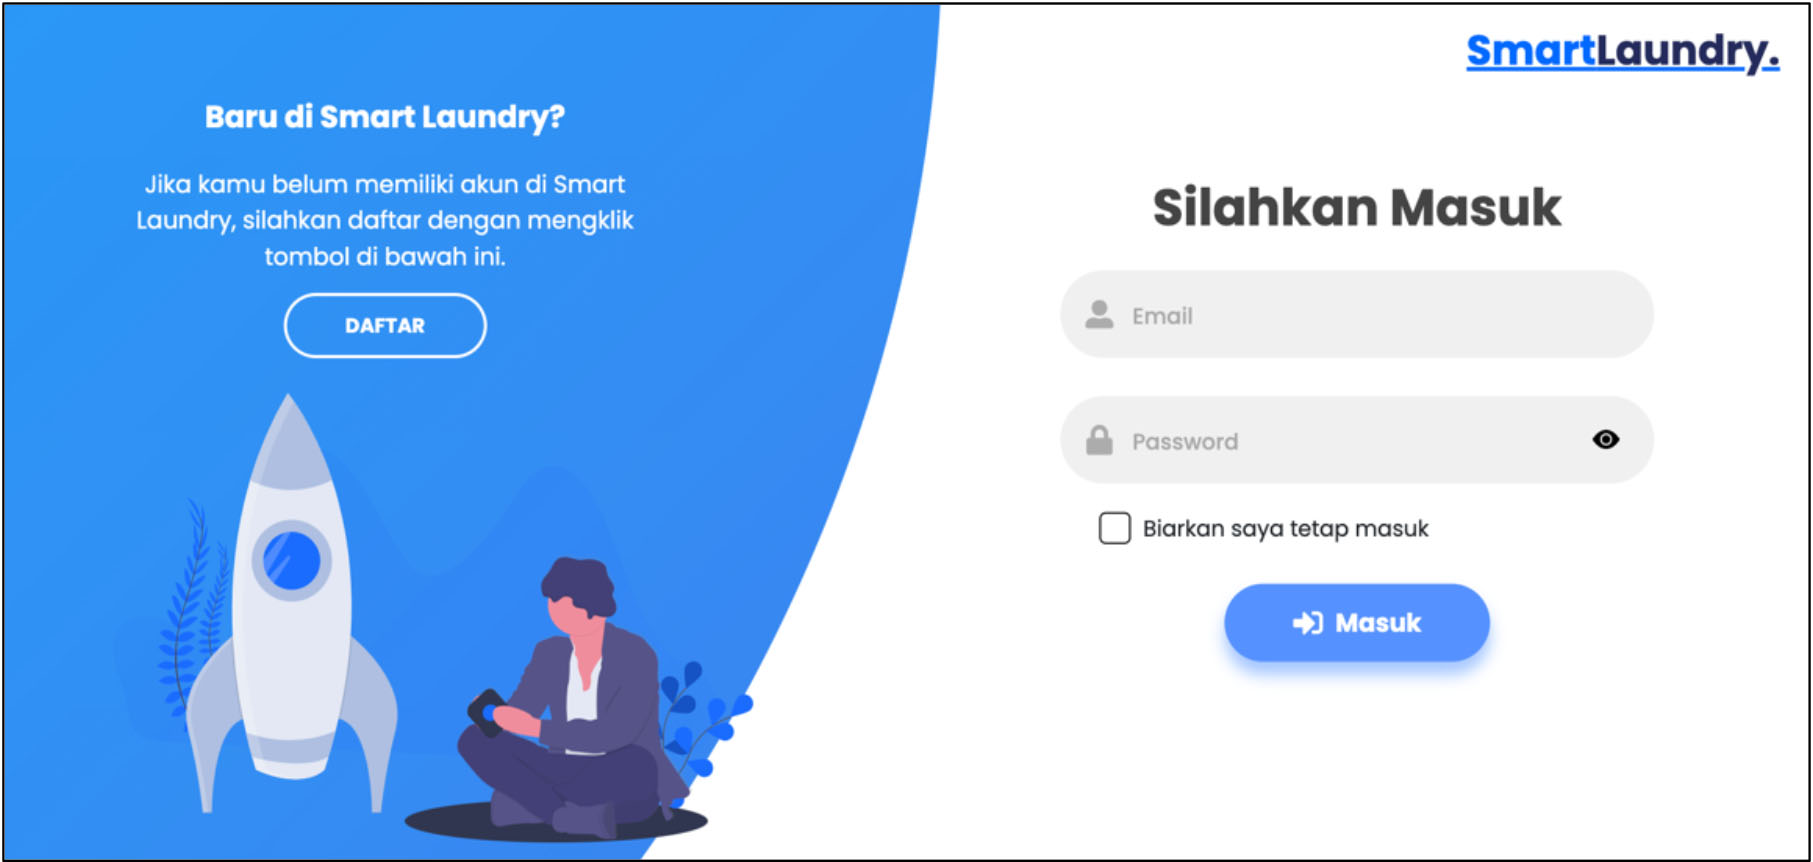 Baru di Smart Laundry?
Jika kamu belum memiliki akun di Smart
Laundry, silahkan daftar dengan mengklik
tombol di bawah ini.
DAFTAR
SmartLaundry.
Silahkan Masuk
Email
Password
Biarkan saya tetap masuk
Masuk